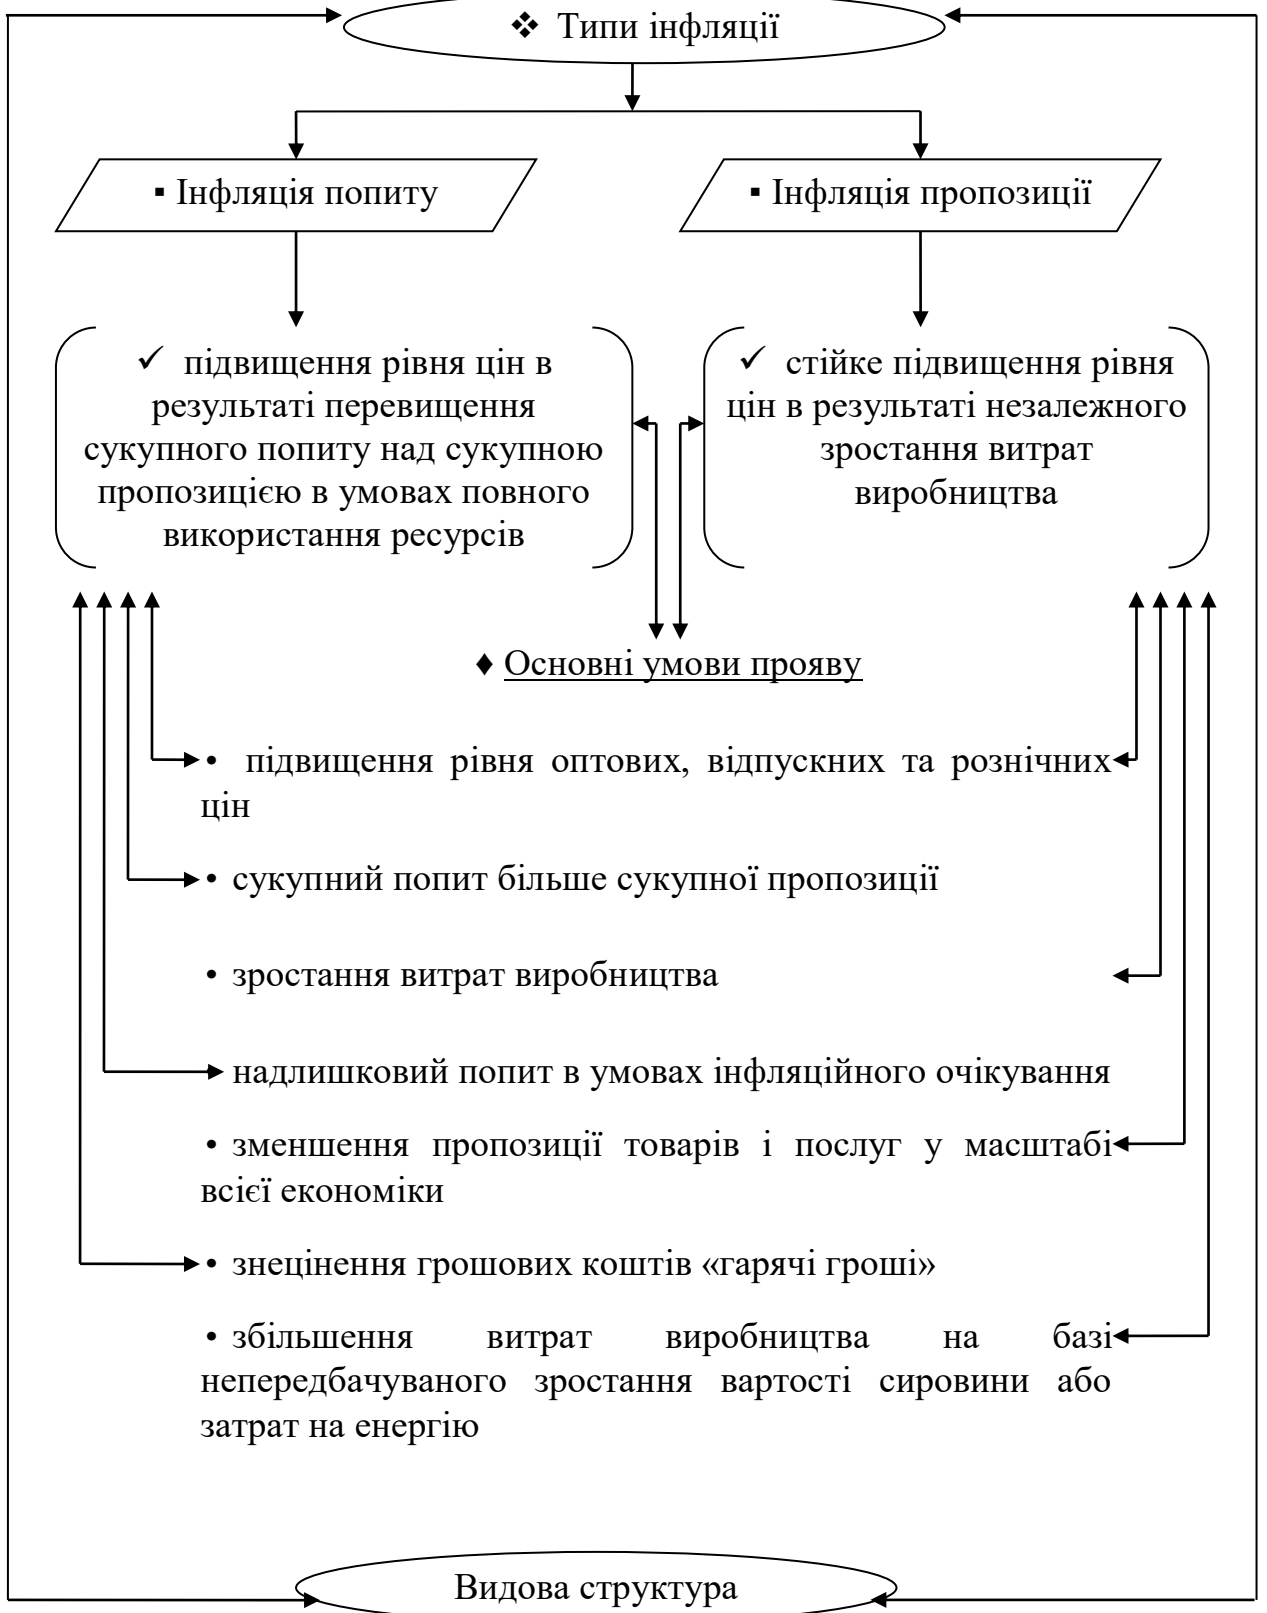 ❖ Типи інфляції
▪ Інфляція попиту
▪ Інфляція пропозиції
✓ підвищення рівня цін в
результаті перевищення
сукупного попиту над сукупною
пропозицією в умовах повного
використання ресурсів
✓ стійке підвищення рівня
цін в результаті незалежного
зростання витрат
виробництва
♦ Основні умови прояву
• підвищення рівня оптових, відпускних та рознічних
цін
• сукупний попит більше сукупної пропозиції
• зростання витрат виробництва
надлишковий попит в умовах інфляційного очікування
• зменшення пропозиції товарів і послуг у масштабі
всієї економіки
• знецінення грошових коштів «гарячі гроші»
• збільшення витрат виробництва на базі
непередбачуваного зростання вартості сировини або
затрат на енергію
Видова структура